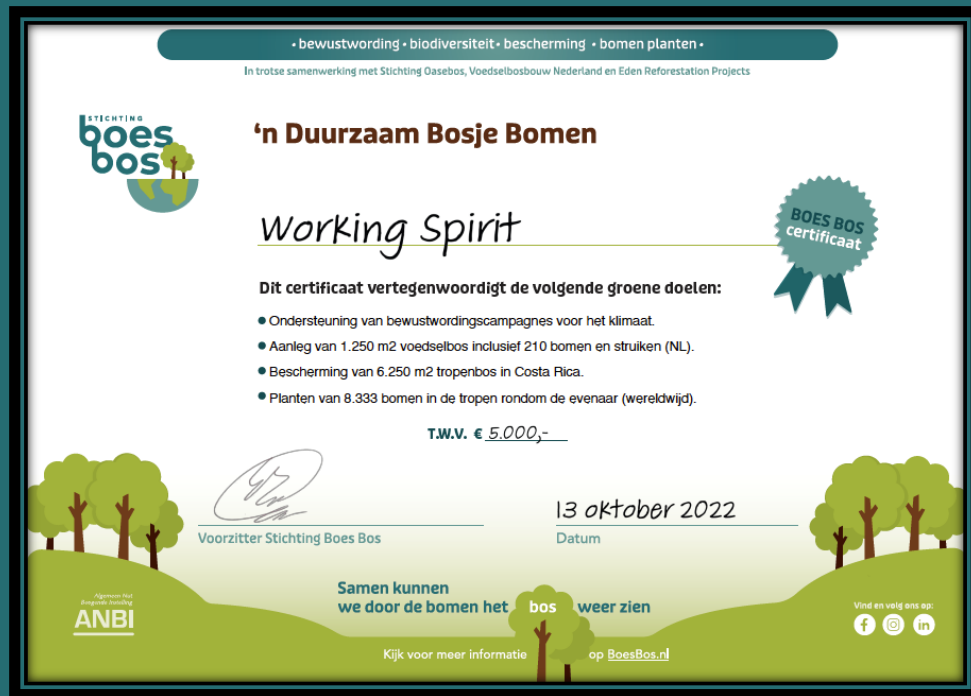 • bewustwording • biodiversiteit • bescherming • bomen planten •
In trotse samenwerking met Stichting Oasebos, Voedselbosbouw Nederland en Eden Reforestation Projects
STICHTING
boes
bos
'n Duurzaam Bosje Bomen
Working Spirit
BOES BOS
certificaat
Dit certificaat vertegenwoordigt de volgende groene doelen:
• Ondersteuning van bewustwordingscampagnes voor het klimaat.
• Aanleg van 1.250 m2 voedselbos inclusief 210 bomen en struiken (NL).
• Bescherming van 6.250 m2 tropenbos in Costa Rica.
• Planten van 8.333 bomen in de tropen rondom de evenaar (wereldwijd).
T.W.V. € 5.000,-
13 oktober 2022
Voorzitter Stichting Boes Bos
Datum
Samen kunnen
we door de bomen het bos weer zien
Algemeen Nut
Beogende Instelling
ANBI
Vind en volg ons op:
Kijk voor meer informatie op BoesBos.nl